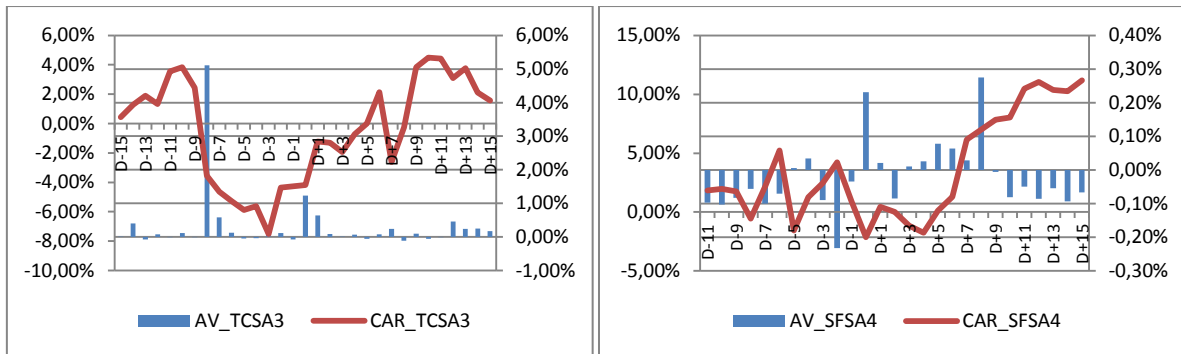 6,00%
4,00%
2,00%
0,00%
-2,00%
-4,00%
-6,00%
-8,00%
-10,00%
D-15
D-13
D-11
D-9
D-7
D-5
D-3
D-1
D+1
D+3
D+5
D+7
D+9
D+11
D+13
D+15
6,00%
5,00%
4,00%
3,00%
2,00%
1,00%
0,00%
-1,00%
AV_TCSA3 CAR_TCSA3
15,00%
10,00%
5,00%
0,00%
-5,00%
D-11
D-9
D-7
D-5
D-3
D-1
D+1
D+3
D+5
D+7
D+9
D+11
D+13
D+15
0,40%
0,30%
0,20%
0,10%
0,00%
-0,10%
-0,20%
-0,30%
AV_SFSA4 CAR_SFSA4